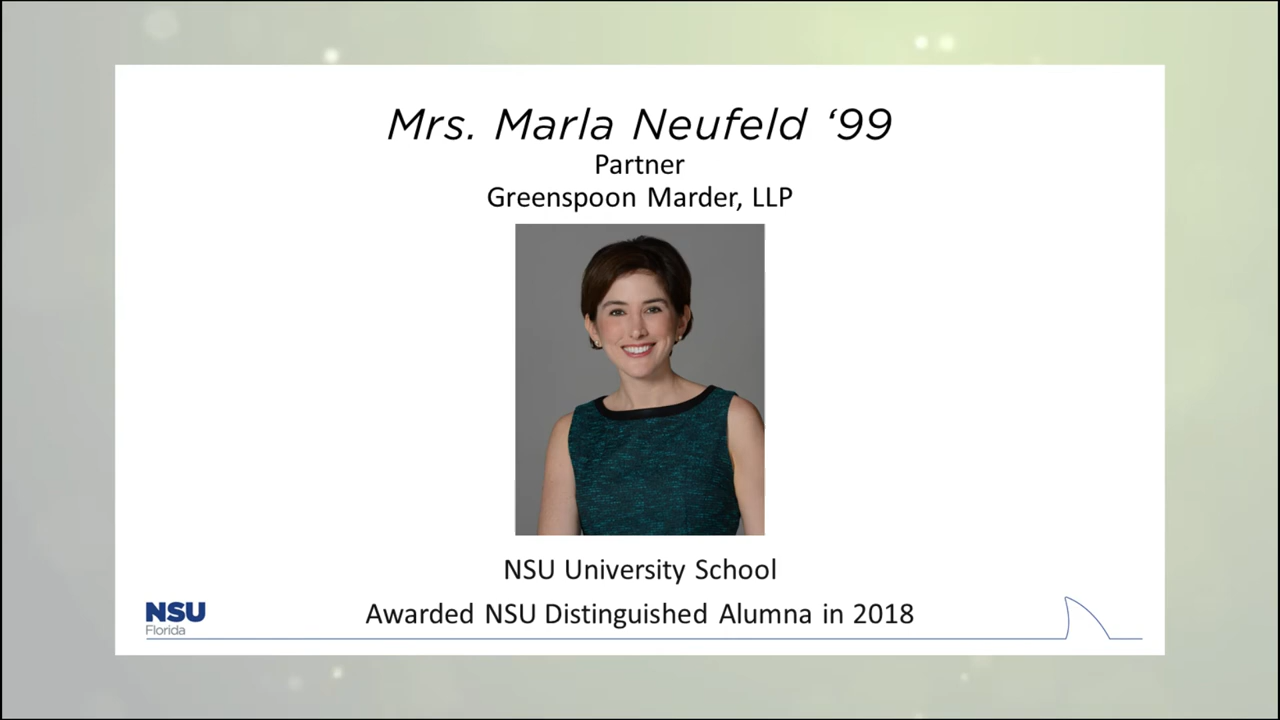 Mrs. Marla Neufeld ‘99
Partner
Greenspoon Marder, LLP
NSU University School
Awarded NSU Distinguished Alumna in 2018
NSU
Florida